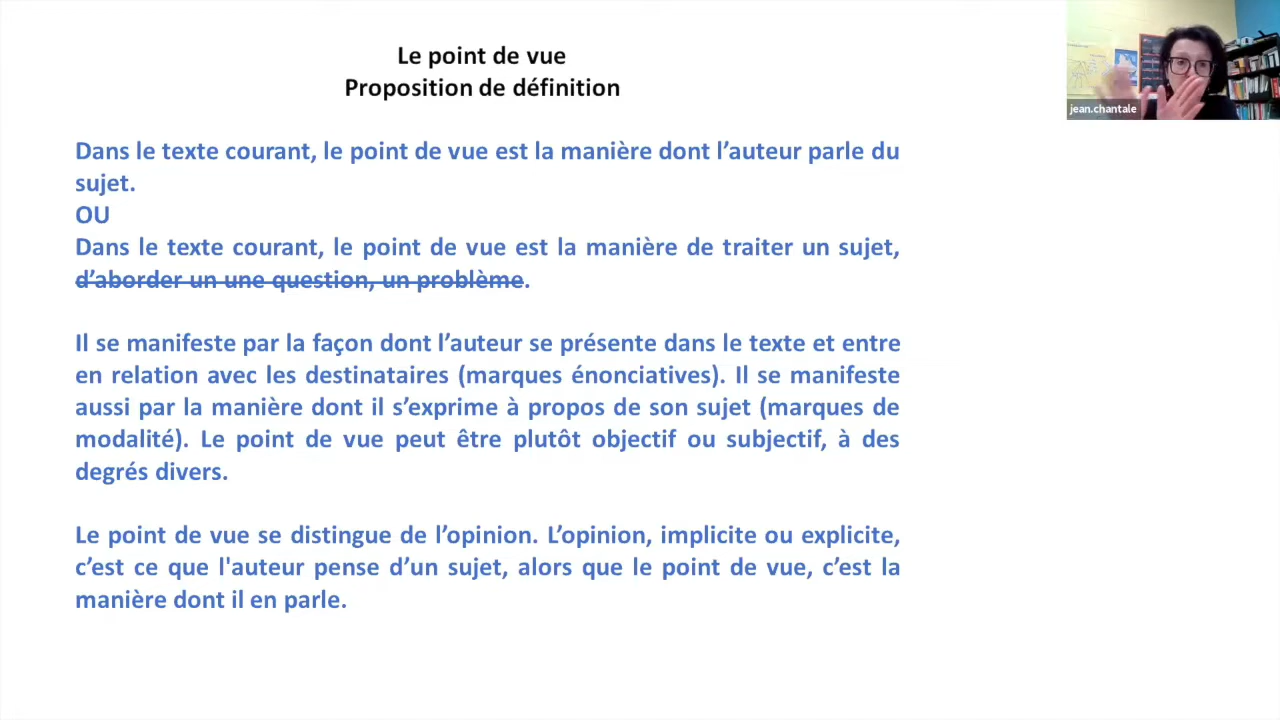 Le point de vue
Proposition de définition
jean.chantale
Dans le texte courant, le point de vue est la manière dont l’auteur parle du
sujet.
OU
Dans le texte courant, le point de vue est la manière de traiter un sujet,
d’aborder un une question, un problème.
Il se manifeste par la façon dont l’auteur se présente dans le texte et entre
en relation avec les destinataires (marques énonciatives). Il se manifeste
aussi par la manière dont il s’exprime à propos de son sujet (marques de
modalité). Le point de vue peut être plutôt objectif ou subjectif, à des
degrés divers.
Le point de vue se distingue de l’opinion. L’opinion, implicite ou explicite,
c’est ce que l'auteur pense d’un sujet, alors que le point de vue, c’est la
manière dont il en parle.